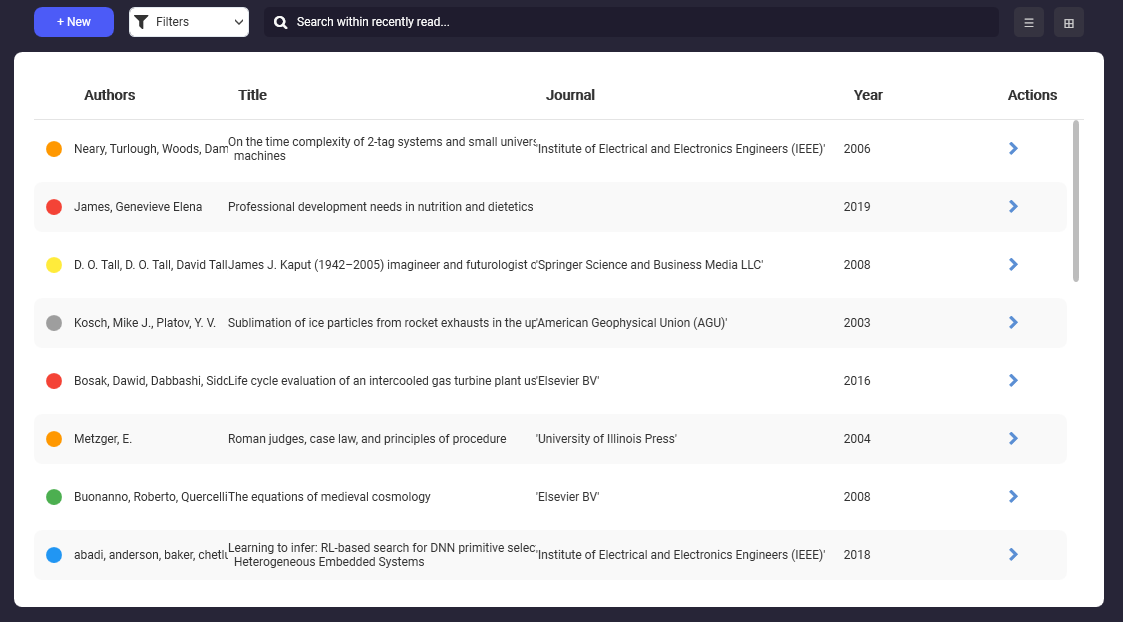 + New Filters Search within recently read...
Authors Title Journal Year Actions
On the time complexity of 2-tag systems and small
Neary, Turlough, Woods, 'Institute of Electrical and Electronics Engineers (IEEE)' 2006
machines
James, Genevieve Elena Professional development needs in nutrition and dietetics 2019
D. O. Tall, D. O. Tall, David Tall James J. Kaput (1942–2005) imagineer and futurologist 'Springer Science and Business Media LLC' 2008
Kosch, Mike J., Platov, Y. V. Sublimation of ice particles from rocket exhausts in the 'American Geophysical Union (AGU)' 2003
Bosak, Dawid, Dabbashi, Life cycle evaluation of an intercooled gas turbine plant 'Elsevier BV' 2016
Metzger, E. Roman judges, case law, and principles of procedure 'University of Illinois Press' 2004
Buonanno, Roberto, Quercelli The equations of medieval cosmology 'Elsevier BV' 2008
Learning to infer: RL-based search for DNN primitive
abadi, anderson, baker, 'Institute of Electrical and Electronics Engineers (IEEE)' 2018
Heterogeneous Embedded Systems